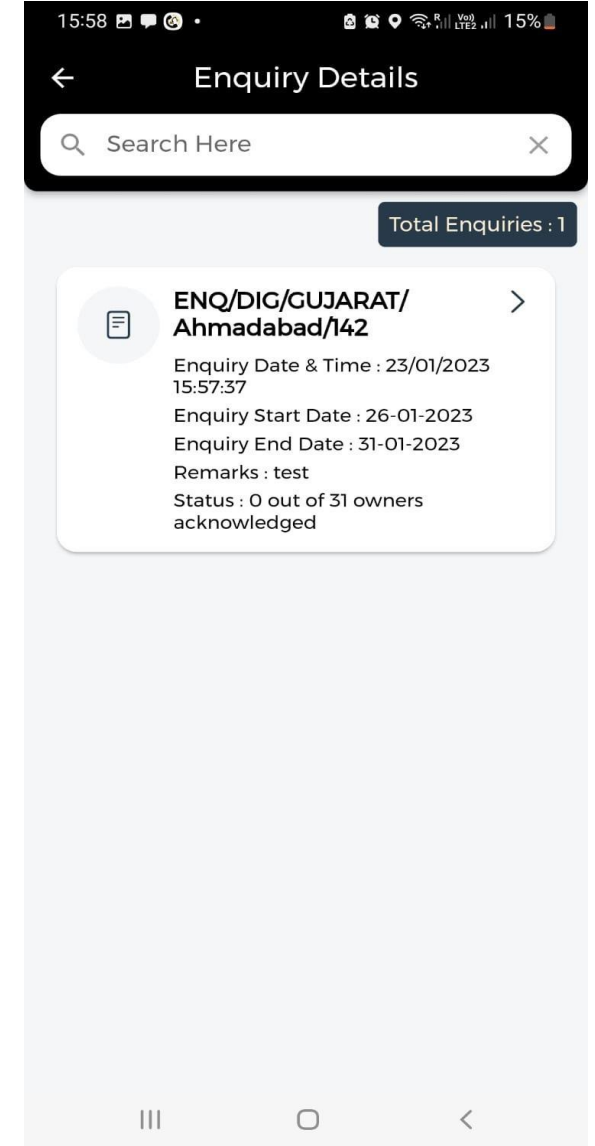 15:58 R Vo)) LTE2 15%
Enquiry Details
Search Here
Total Enquiries : 1
ENQ/DIG/GUJARAT/
Ahmadabad/142
Enquiry Date & Time : 23/01/2023
15:57:37
Enquiry Start Date : 26-01-2023
Enquiry End Date : 31-01-2023
Remarks : test
Status : 0 out of 31 owners
acknowledged